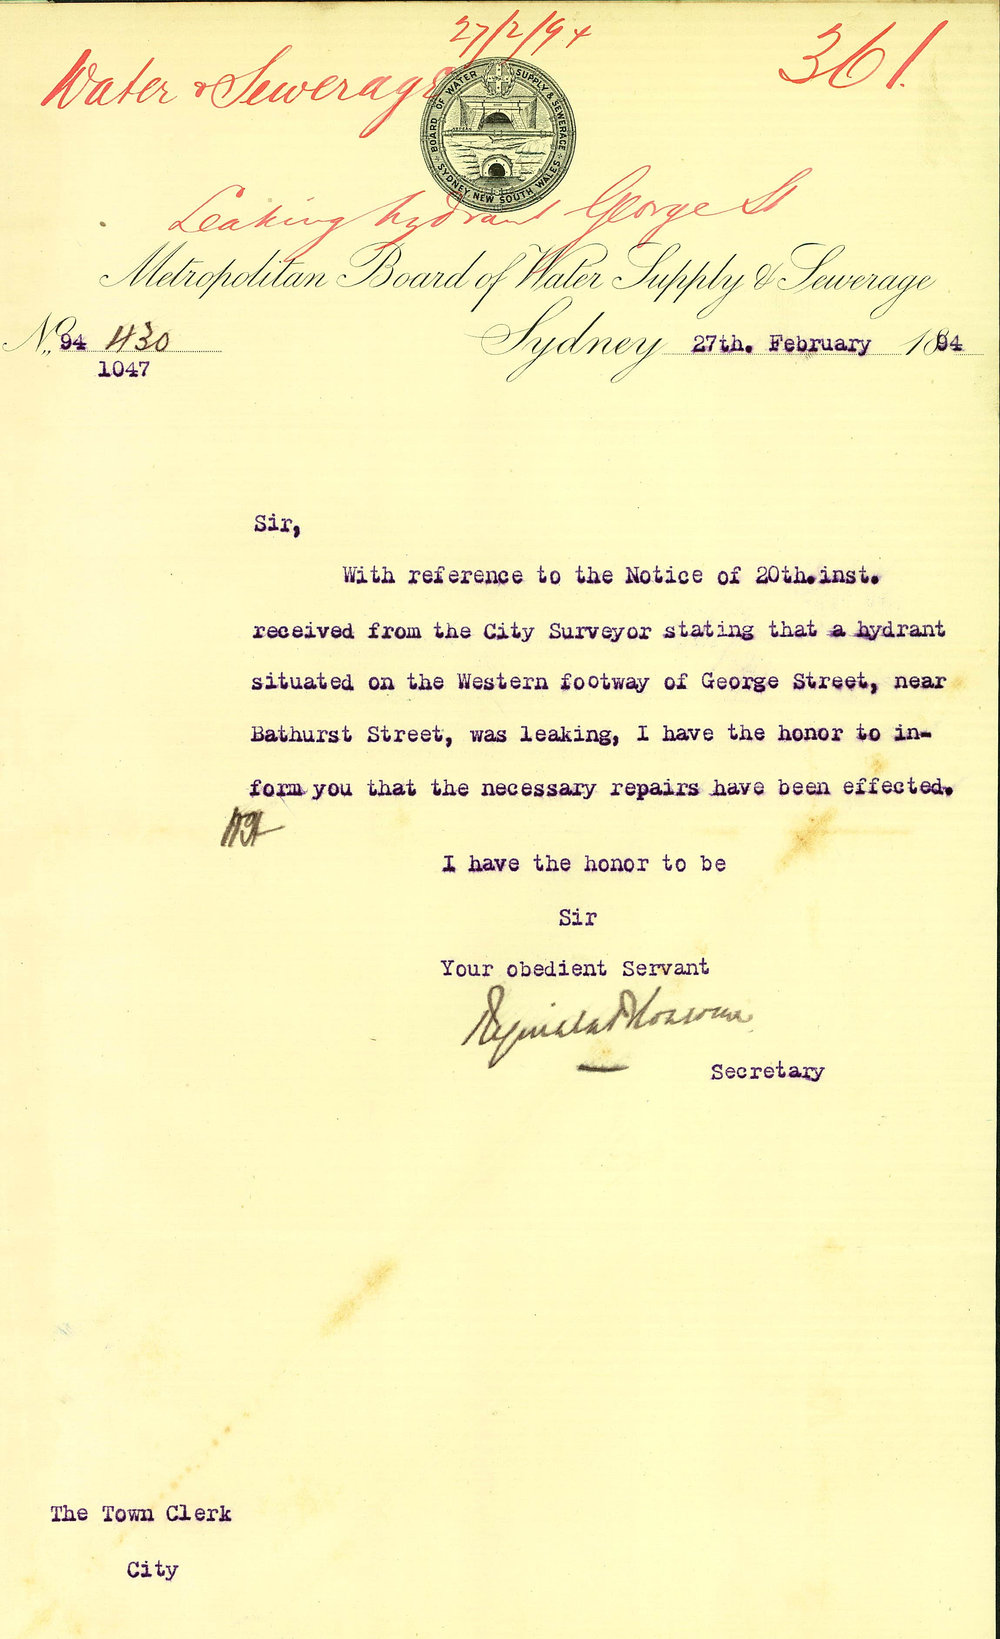 27/2/94
Water & Sewerage
361.
BOARD OF WATER SUPPLY & SEWERAGE
SYDNEY, NEW SOUTH WALES
Leaking hydrant George St
Metropolitan Board of Water Supply & Sewerage
No. 94 430
1047
Sydney 27th. February 1894
Sir,
With reference to the Notice of 20th.inst.
received from the City Surveyor stating that a hydrant
situated on the Western footway of George Street, near
Bathurst Street, was leaking, I have the honor to in-
form you that the necessary repairs have been effected.
I have the honor to be
Sir
Your obedient Servant
Secretary
The Town Clerk
City